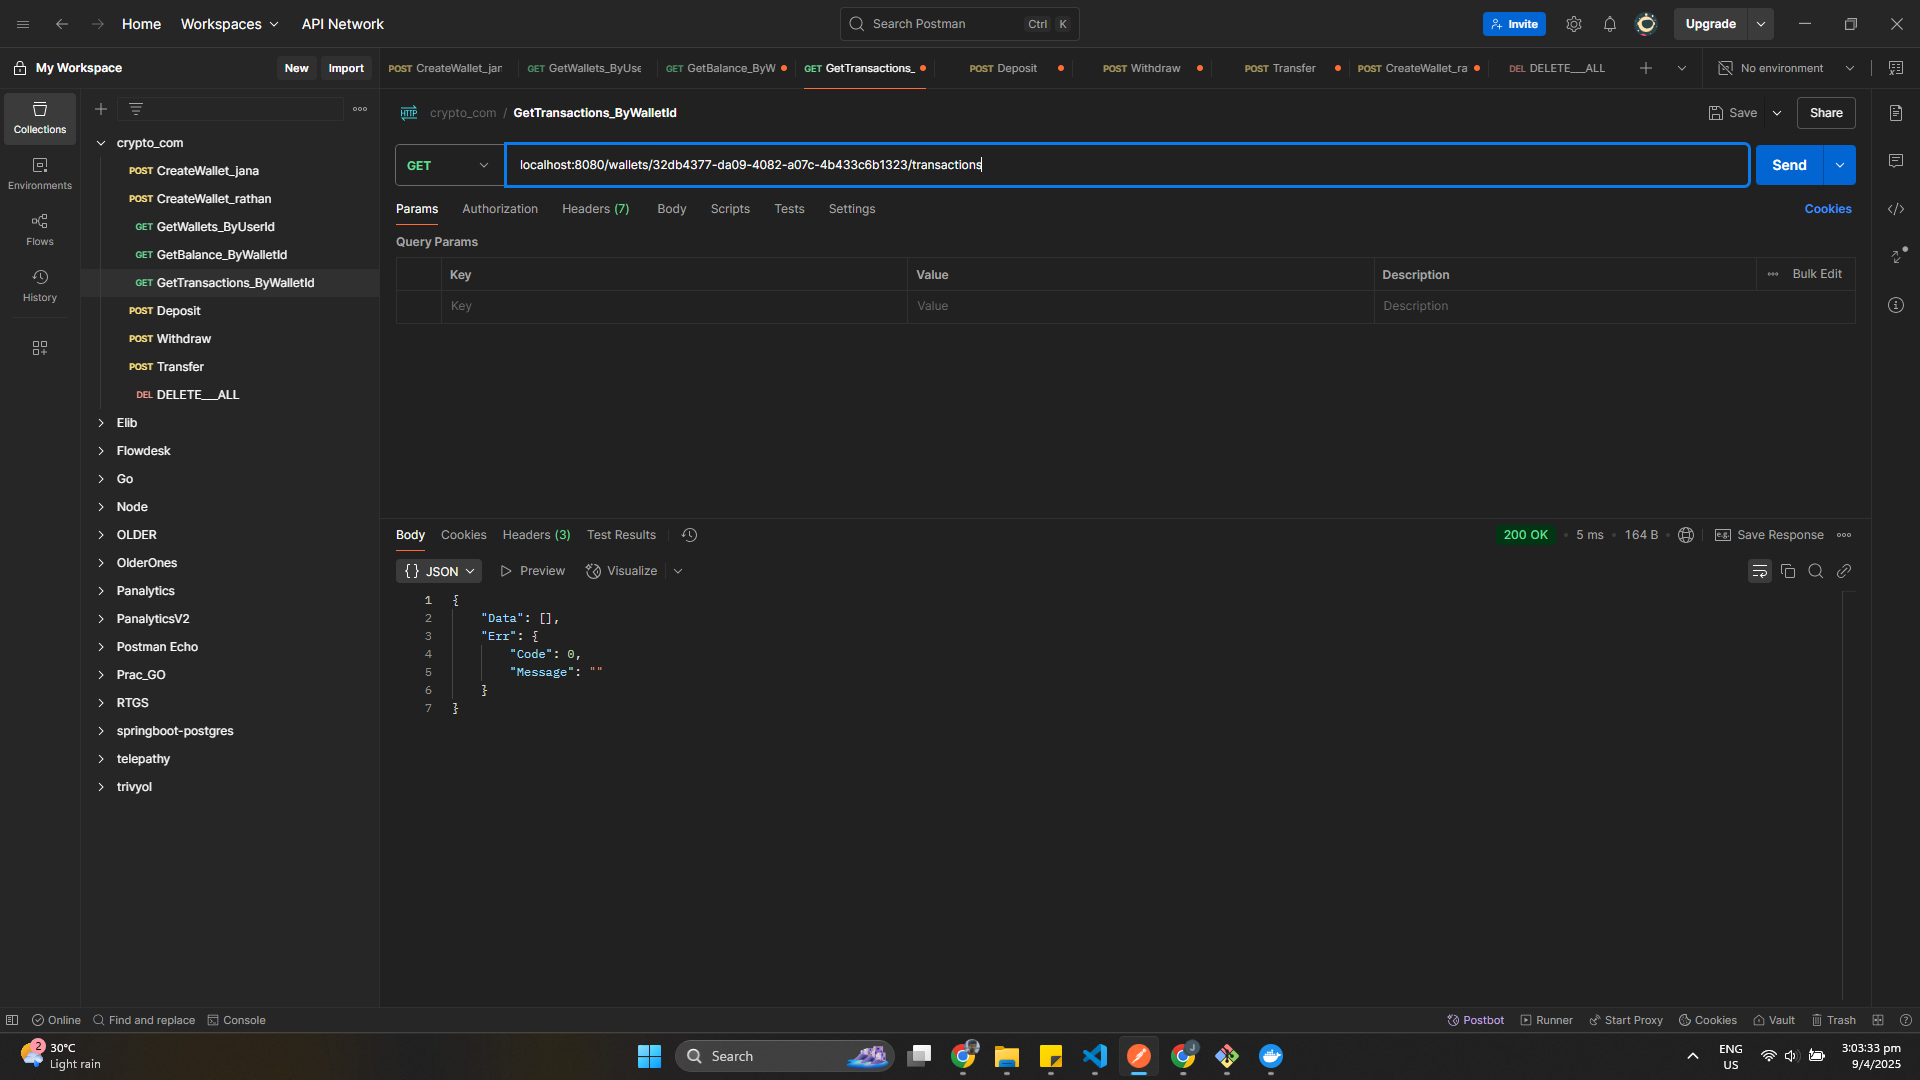 Home Workspaces API Network Search Postman Ctrl K Invite Upgrade
My Workspace New Import POST CreateWallet_jar GET GetWallets_ByUse GET GetBalance_ByW GET GetTransactions_ POST Deposit POST Withdraw POST Transfer POST CreateWallet_ra DEL DELETE___ALL No environment
Collections
Environments
Flows
History
crypto_com
POST CreateWallet_jana
POST CreateWallet_rathan
GET GetWallets_ByUserId
GET GetBalance_ByWalletId
GET GetTransactions_ByWalletId
POST Deposit
POST Withdraw
POST Transfer
DEL DELETE___ALL
Elib
Flowdesk
Go
Node
OLDER
OlderOnes
Panalytics
PanalyticsV2
Postman Echo
Prac_GO
RTGS
springboot-postgres
telepathy
trivyol
HTTP crypto_com / GetTransactions_ByWalletId Save Share
GET localhost:8080/wallets/32db4377-da09-4082-a07c-4b433c6b1323/transactions Send
Params Authorization Headers (7) Body Scripts Tests Settings Cookies
Query Params
Key Value Description Bulk Edit
Key Value Description
Body Cookies Headers (3) Test Results 200 OK 5 ms 164 B e.g. Save Response
{} JSON Preview Visualize
1 {
2 "Data": [],
3 "Err": {
4 "Code": 0,
5 "Message": ""
6 }
7 }
Online Find and replace Console Postbot Runner Start Proxy Cookies Vault Trash
2 30°C
Light rain
Search
J
ENG
US
3:03:33 pm
9/4/2025